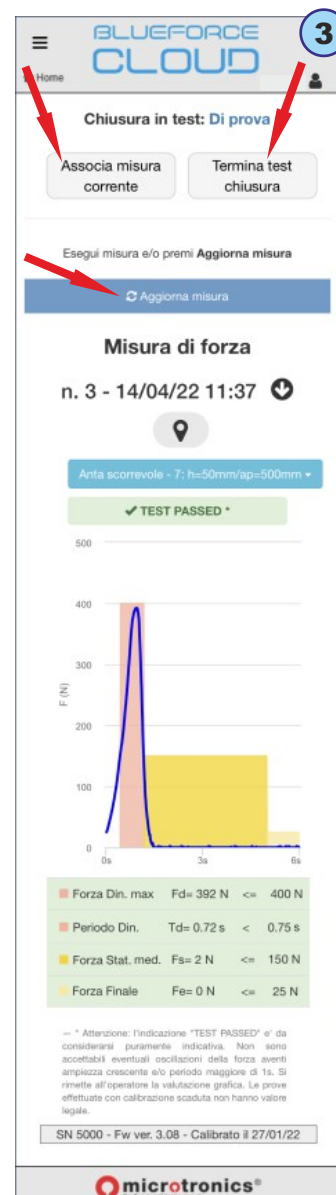 BLUEFORCE
CLOUD
3
Home
Chiusura in test: Di prova
Associa misura
corrente
Termina test
chiusura
Esegui misura e/o premi Aggiorna misura
Aggiorna misura
Misura di forza
n. 3 - 14/04/22 11:37
Anta scorrevole - 7: h=50mm/ap=500mm
TEST PASSED *
500
400
300
200
100
0
F (N)
0s 3s 6s
Forza Din. max Fd= 392 N <= 400 N
Periodo Din. Td= 0.72 s < 0.75 s
Forza Stat. med. Fs= 2 N <= 150 N
Forza Finale Fe= 0 N <= 25 N
— * Attenzione: l'indicazione "TEST PASSED" e' da
considerarsi puramente indicativa. Non sono
accettabili eventuali oscillazioni della forza aventi
ampiezza crescente e/o periodo maggiore di 1s. Si
rimette all'operatore la valutazione grafica. Le prove
effettuate con calibrazione scaduta non hanno valore
legale.
SN 5000 - Fw ver. 3.08 - Calibrato il 27/01/22
microtronics®